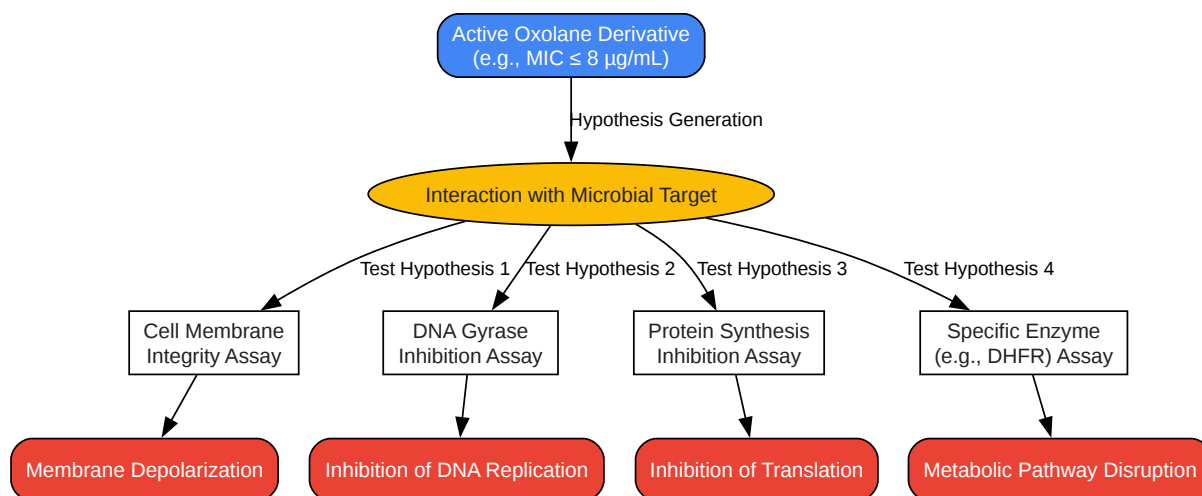 Active Oxolane Derivative
(e.g., MIC ≤ 8 µg/mL)
Hypothesis Generation
Interaction with Microbial Target
Test Hypothesis 1
Test Hypothesis 2
Test Hypothesis 3
Test Hypothesis 4
Cell Membrane
Integrity Assay
DNA Gyrase
Inhibition Assay
Protein Synthesis
Inhibition Assay
Specific Enzyme
(e.g., DHFR) Assay
Membrane Depolarization
Inhibition of DNA Replication
Inhibition of Translation
Metabolic Pathway Disruption